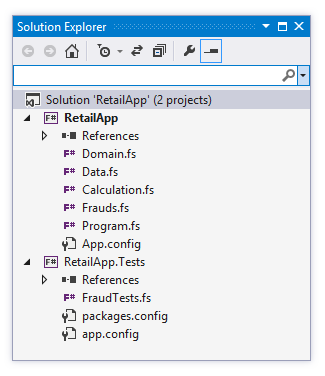 Solution Explorer
Solution 'RetailApp' (2 projects)
F# RetailApp
References
F# Domain.fs
F# Data.fs
F# Calculation.fs
F# Frauds.fs
F# Program.fs
App.config
F# RetailApp.Tests
References
F# FraudTests.fs
packages.config
app.config